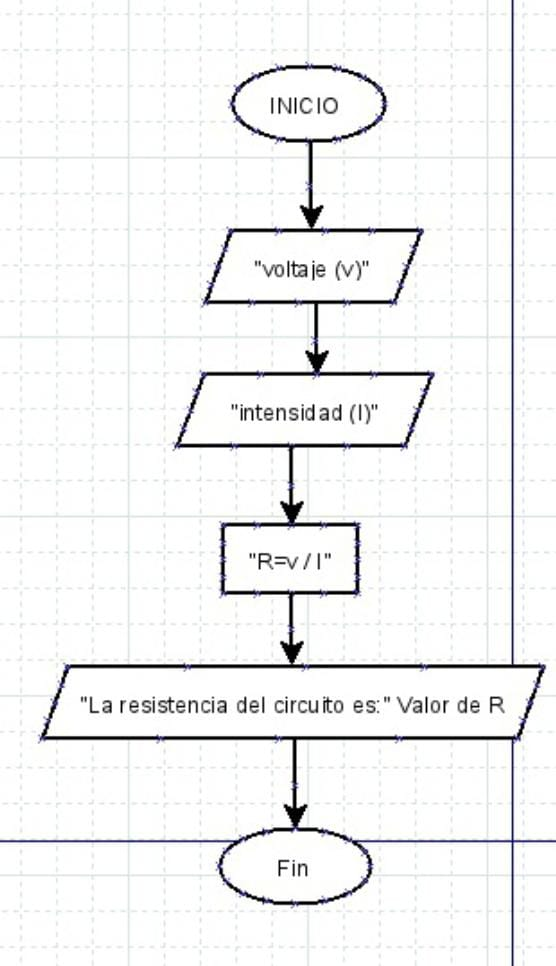 INICIO
"voltaje (v)"
"intensidad (I)"
"R=v / I"
"La resistencia del circuito es:" Valor de R
Fin